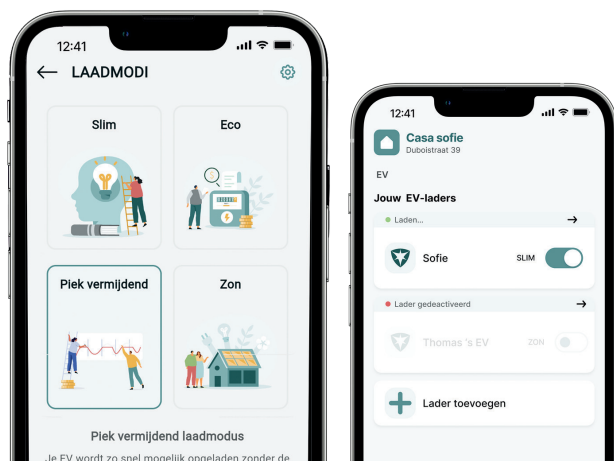 12:41
LAADMODI
Slim
Eco
Piek vermijdend
Zon
Piek vermijdend laadmodus
Je EV wordt zo snel mogelijk opgeladen zonder de
12:41
Casa sofie
Duboistraat 39
EV
Jouw EV-laders
Laden...
Sofie
SLIM
Lader gedeactiveerd
Thomas 's EV
ZON
Lader toevoegen